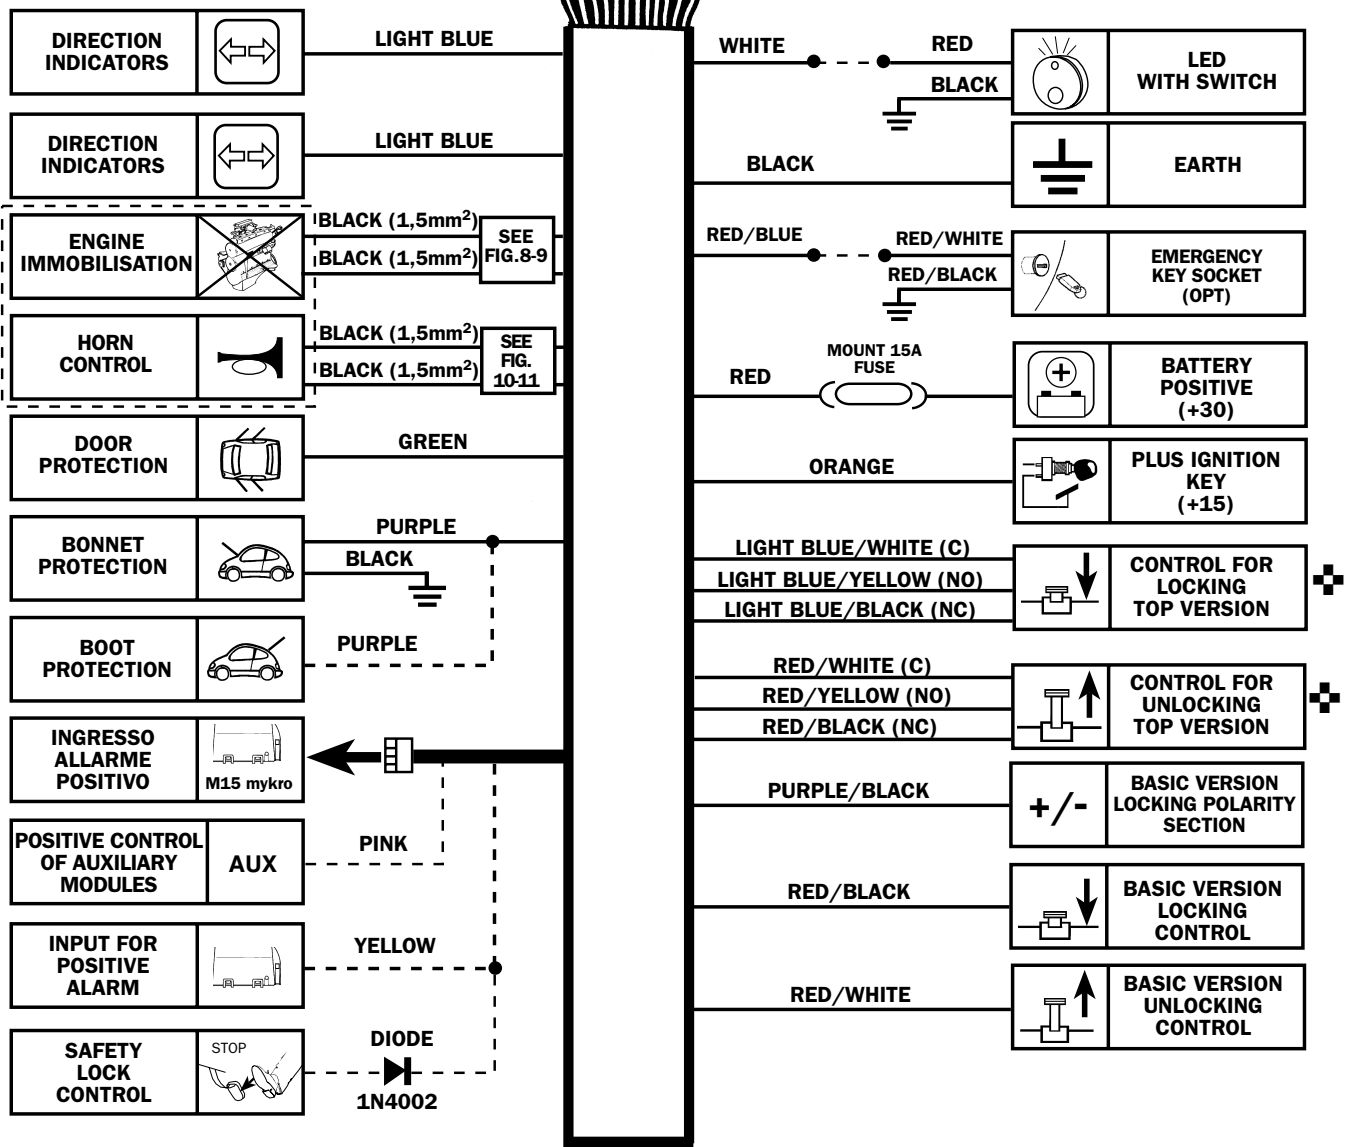 DIRECTION
INDICATORS
LIGHT BLUE
DIRECTION
INDICATORS
LIGHT BLUE
ENGINE
IMMOBILISATION
BLACK (1,5mm²)
BLACK (1,5mm²)
SEE
FIG.8-9
HORN
CONTROL
BLACK (1,5mm²)
BLACK (1,5mm²)
SEE
FIG.
10-11
DOOR
PROTECTION
GREEN
BONNET
PROTECTION
PURPLE
BLACK
BOOT
PROTECTION
PURPLE
INGRESSO
ALLARME
POSITIVO
M15 mykro
POSITIVE CONTROL
OF AUXILIARY
MODULES
AUX
PINK
INPUT FOR
POSITIVE
ALARM
YELLOW
SAFETY
LOCK
CONTROL
STOP
DIODE
1N4002
WHITE
RED
BLACK
LED
WITH SWITCH
BLACK
EARTH
RED/BLUE
RED/WHITE
RED/BLACK
EMERGENCY
KEY SOCKET
(OPT)
RED
MOUNT 15A
FUSE
BATTERY
POSITIVE
(+30)
ORANGE
PLUS IGNITION
KEY
(+15)
LIGHT BLUE/WHITE (C)
LIGHT BLUE/YELLOW (NO)
LIGHT BLUE/BLACK (NC)
CONTROL FOR
LOCKING
TOP VERSION
RED/WHITE (C)
RED/YELLOW (NO)
RED/BLACK (NC)
CONTROL FOR
UNLOCKING
TOP VERSION
PURPLE/BLACK
+/-
BASIC VERSION
LOCKING POLARITY
SECTION
RED/BLACK
BASIC VERSION
LOCKING
CONTROL
RED/WHITE
BASIC VERSION
UNLOCKING
CONTROL